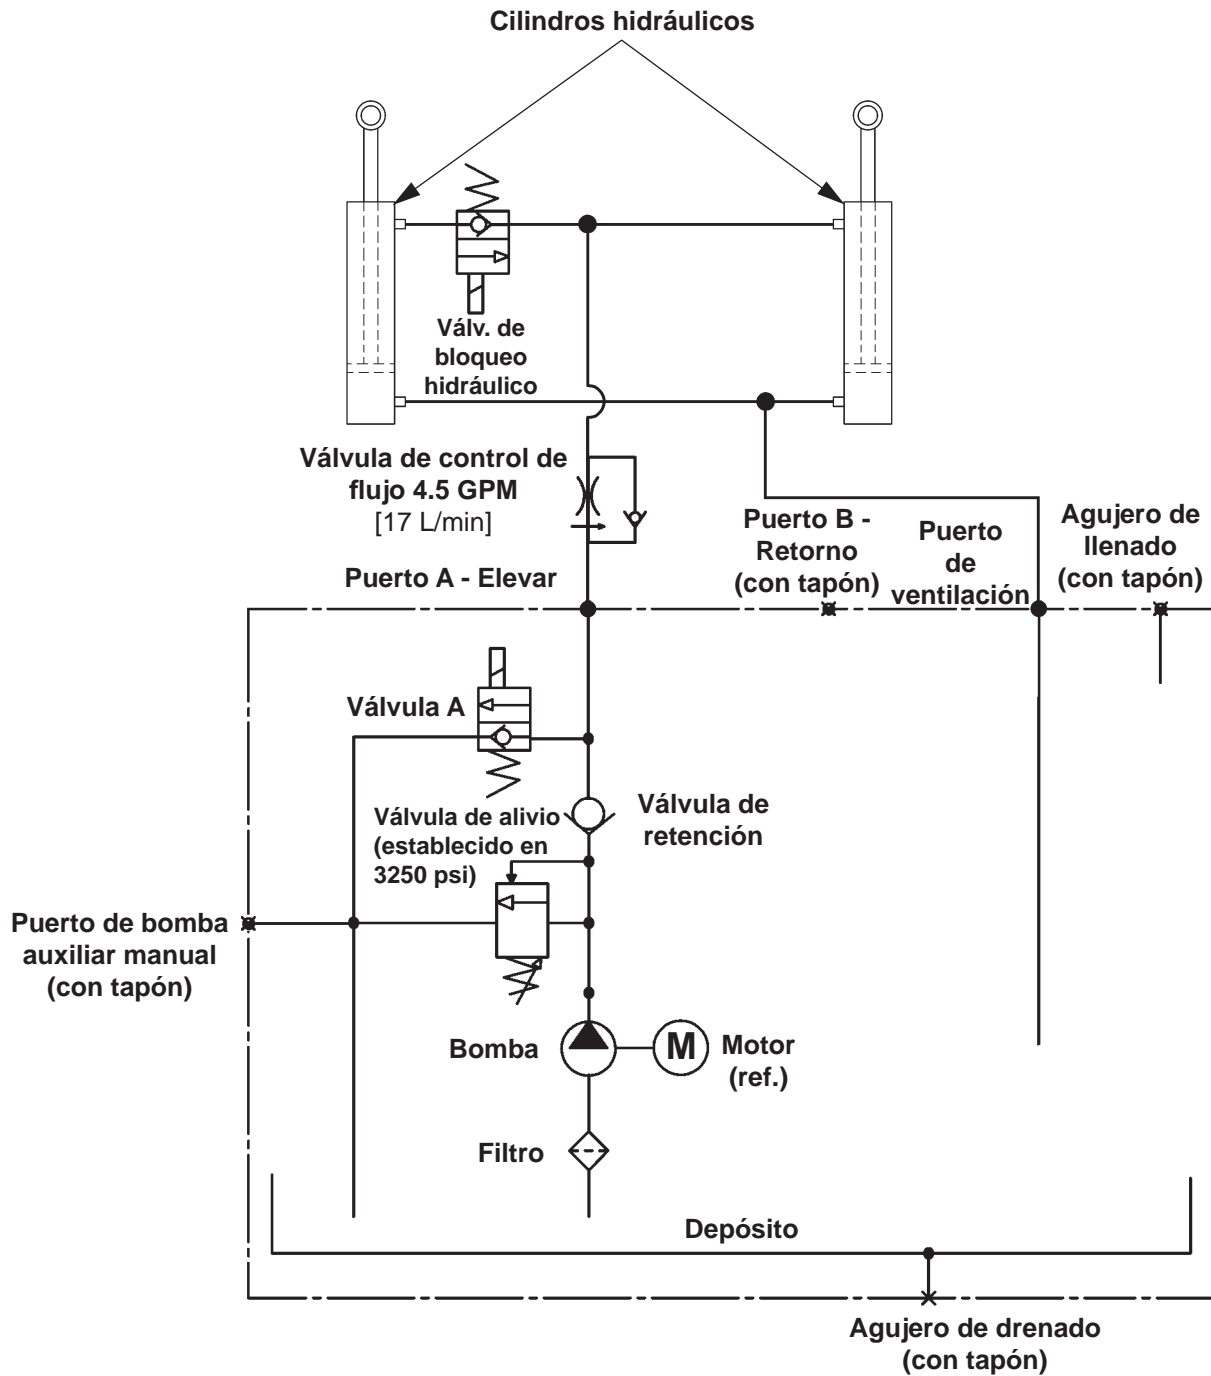 Cilindros hidráulicos
Válv. de
bloqueo
hidráulico
Válvula de control de
flujo 4.5 GPM
[17 L/min]
Puerto A - Elevar
Puerto B -
Retorno
(con tapón)
Puerto
de
ventilación
Agujero de
llenado
(con tapón)
Válvula A
Válvula de alivio
(establecido en
3250 psi)
Válvula de
retención
Puerto de bomba
auxiliar manual
(con tapón)
Bomba
M
Motor
(ref.)
Filtro
Depósito
Agujero de drenado
(con tapón)